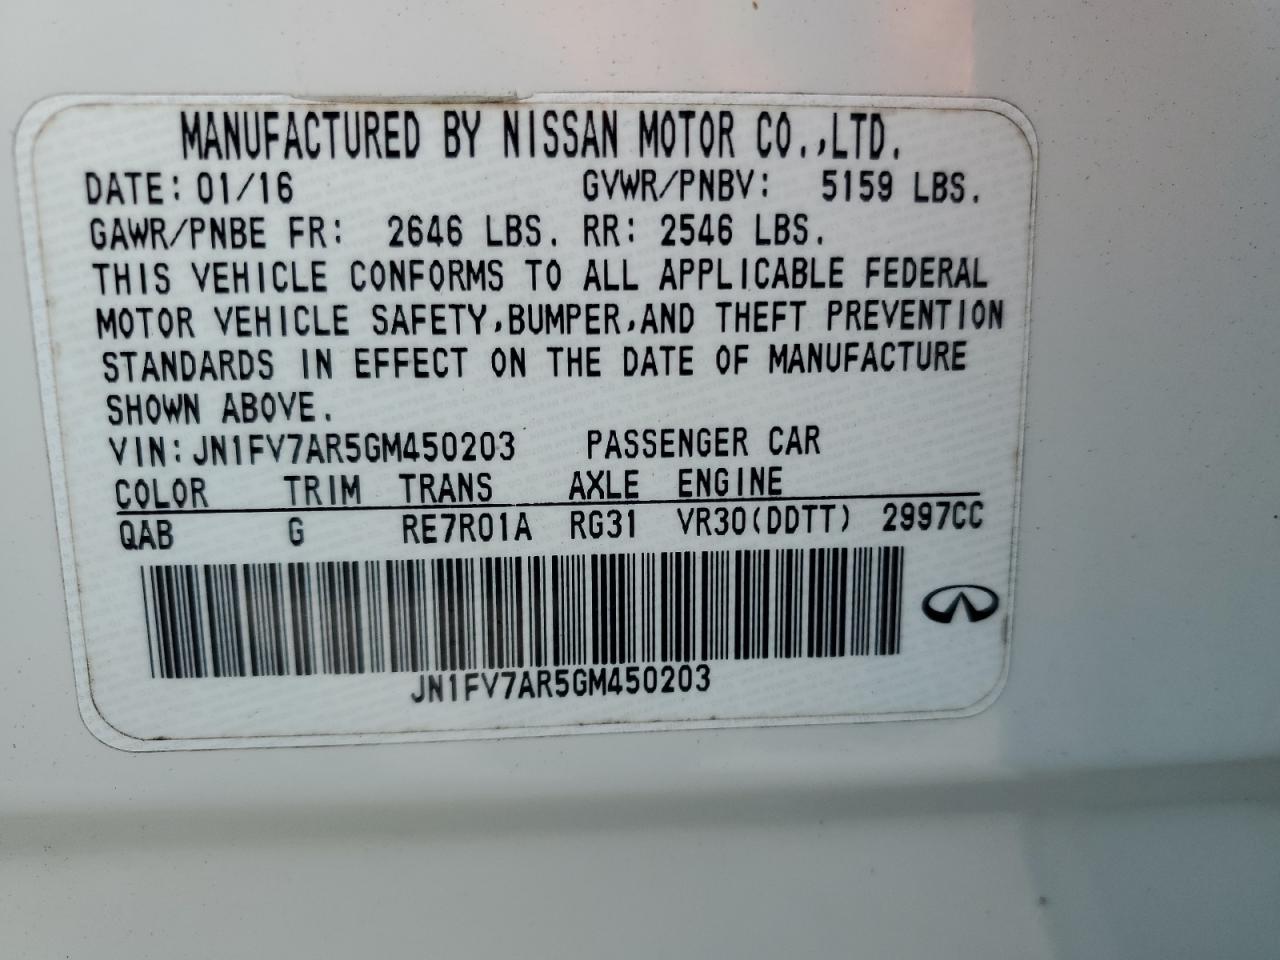 MANUFACTURED BY NISSAN MOTOR CO.,LTD.
DATE: 01/16 GVWR/PNBV: 5159 LBS.
GAWR/PNBE FR: 2646 LBS. RR: 2546 LBS.
THIS VEHICLE CONFORMS TO ALL APPLICABLE FEDERAL
MOTOR VEHICLE SAFETY,BUMPER,AND THEFT PREVENTION
STANDARDS IN EFFECT ON THE DATE OF MANUFACTURE
SHOWN ABOVE.
VIN: JN1FV7AR5GM450203 PASSENGER CAR
COLOR TRIM TRANS AXLE ENGINE
QAB G RE7R01A RG31 VR30(DDTT) 2997CC
JN1FV7AR5GM450203